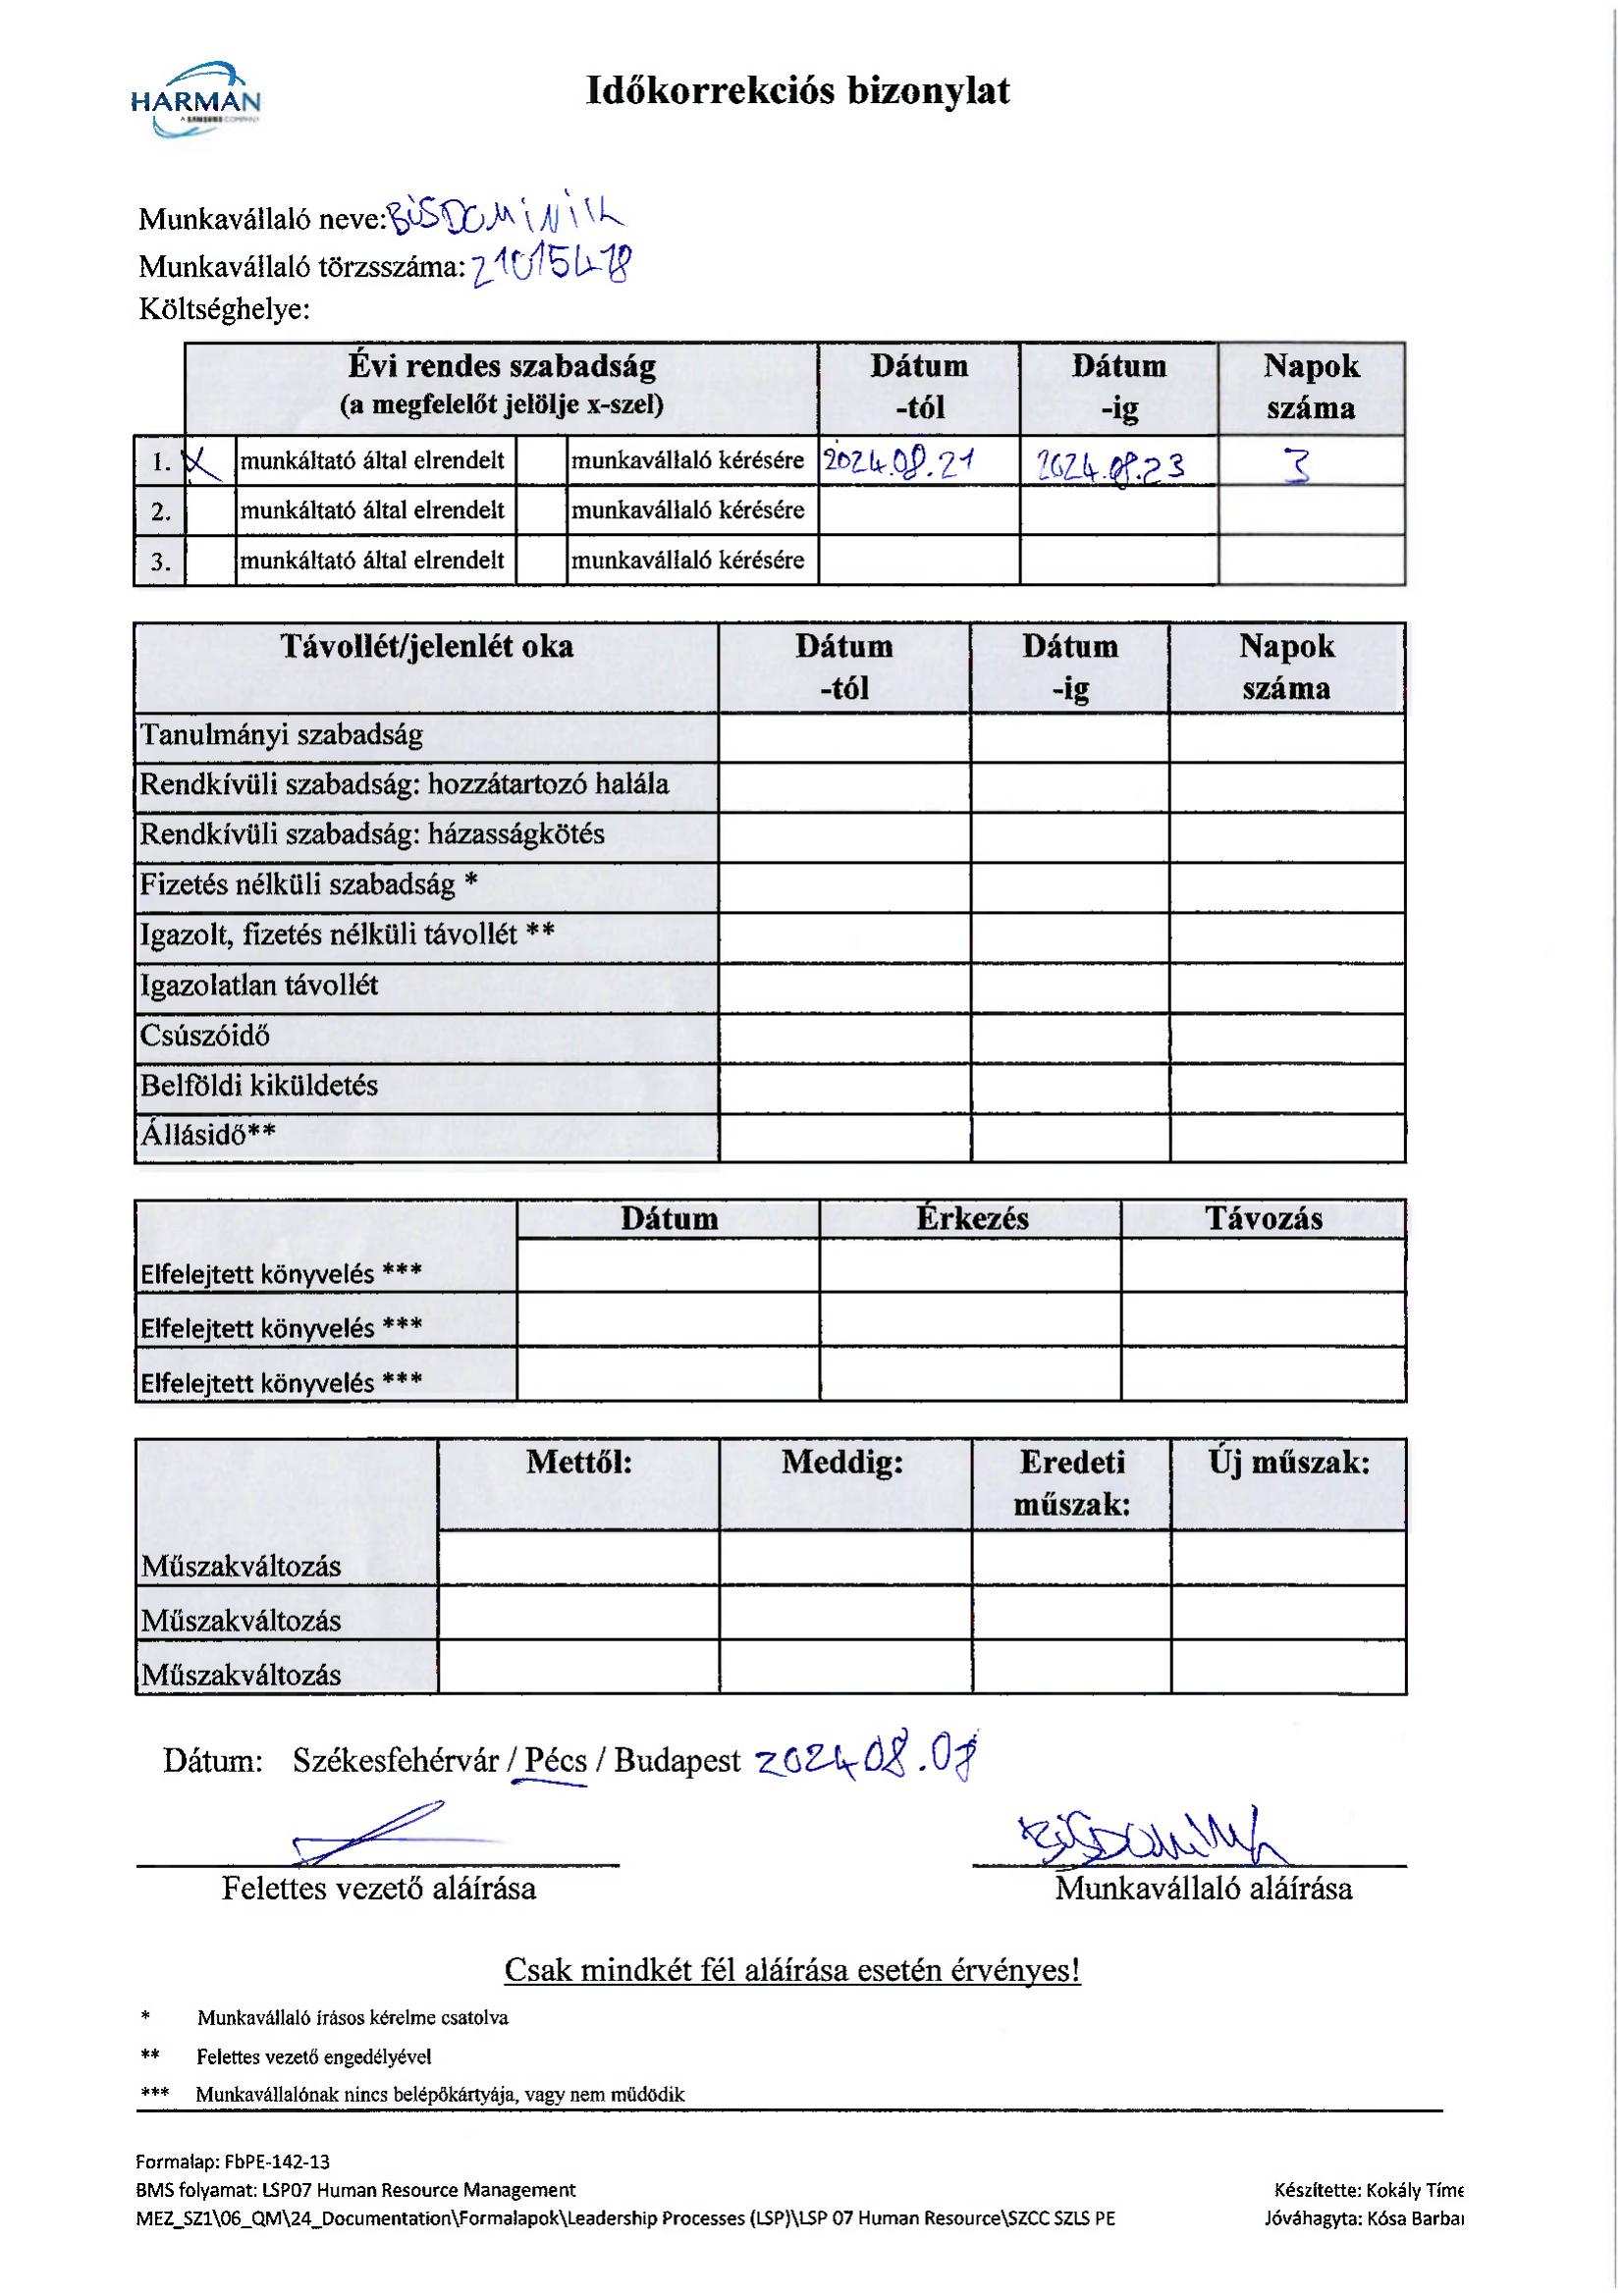 HARMAN
A SAMSUNG COMPANY
Időkorrekciós bizonylat
Munkavállaló neve: BÚS DOMINIK
Munkavállaló törzsszáma: 21015478
Költséghelye:
Évi rendes szabadság Dátum Dátum Napok
(a megfelelőt jelölje x-szel) -tól -ig száma
1. X munkáltató által elrendelt munkavállaló kérésére 2024.08.21 2024.08.23 3
2. munkáltató által elrendelt munkavállaló kérésére
3. munkáltató által elrendelt munkavállaló kérésére
Távollét/jelenlét oka Dátum Dátum Napok
-tól -ig száma
Tanulmányi szabadság
Rendkívüli szabadság: hozzátartozó halála
Rendkívüli szabadság: házasságkötés
Fizetés nélküli szabadság *
Igazolt, fizetés nélküli távollét **
Igazolatlan távollét
Csúszóidő
Belföldi kiküldetés
Állásidő**
Dátum Érkezés Távozás
Elfelejtett könyvelés ***
Elfelejtett könyvelés ***
Elfelejtett könyvelés ***
Mettől: Meddig: Eredeti Új műszak:
műszak:
Műszakváltozás
Műszakváltozás
Műszakváltozás
Dátum: Székesfehérvár / Pécs / Budapest 2024 08.08
Felettes vezető aláírása Munkavállaló aláírása
Csak mindkét fél aláírása esetén érvényes!
* Munkavállaló írásos kérelme csatolva
** Felettes vezető engedélyével
*** Munkavállalónak nincs belépőkártyája, vagy nem müdödik
Formalap: FbPE-142-13
BMS folyamat: LSP07 Human Resource Management Készítette: Kokály Tíme
MEZ_SZ1\06_QM\24_Documentation\Formalapok\Leadership Processes (LSP)\LSP 07 Human Resource\SZCC SZLS PE Jóváhagyta: Kósa Barbar